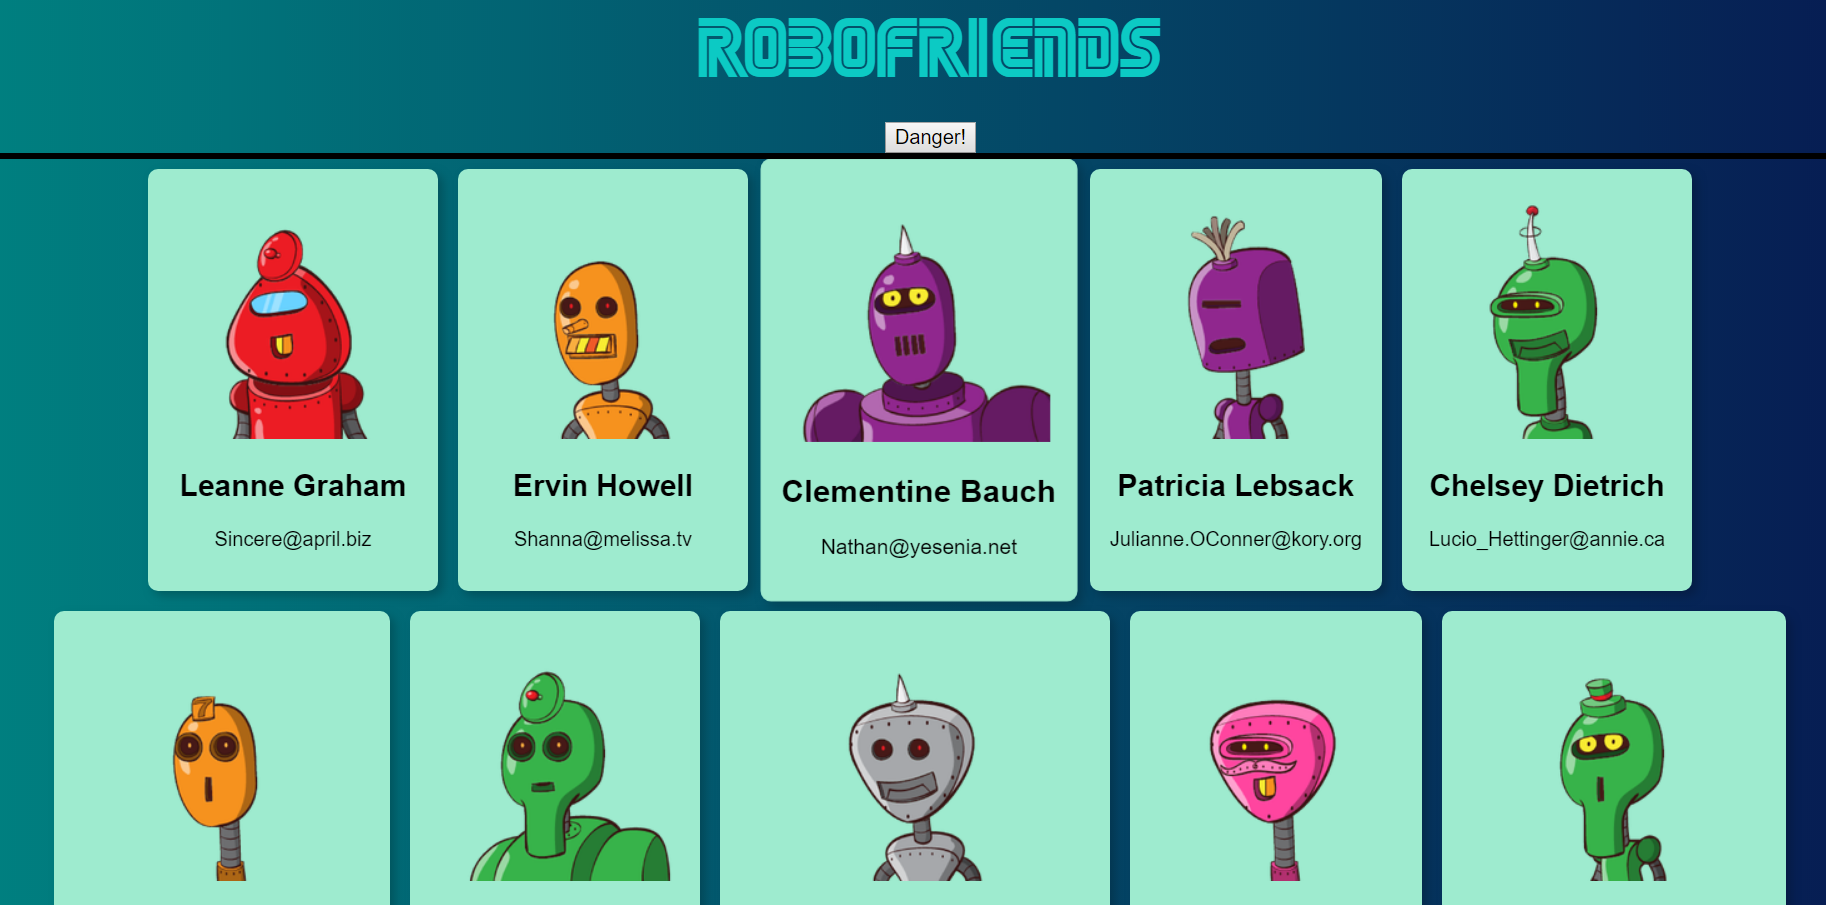 ROBOFRIENDS
Danger!
Leanne Graham
Sincere@april.biz
Ervin Howell
Shanna@melissa.tv
Clementine Bauch
Nathan@yesenia.net
Patricia Lebsack
Julianne.OConner@kory.org
Chelsey Dietrich
Lucio_Hettinger@annie.ca
7